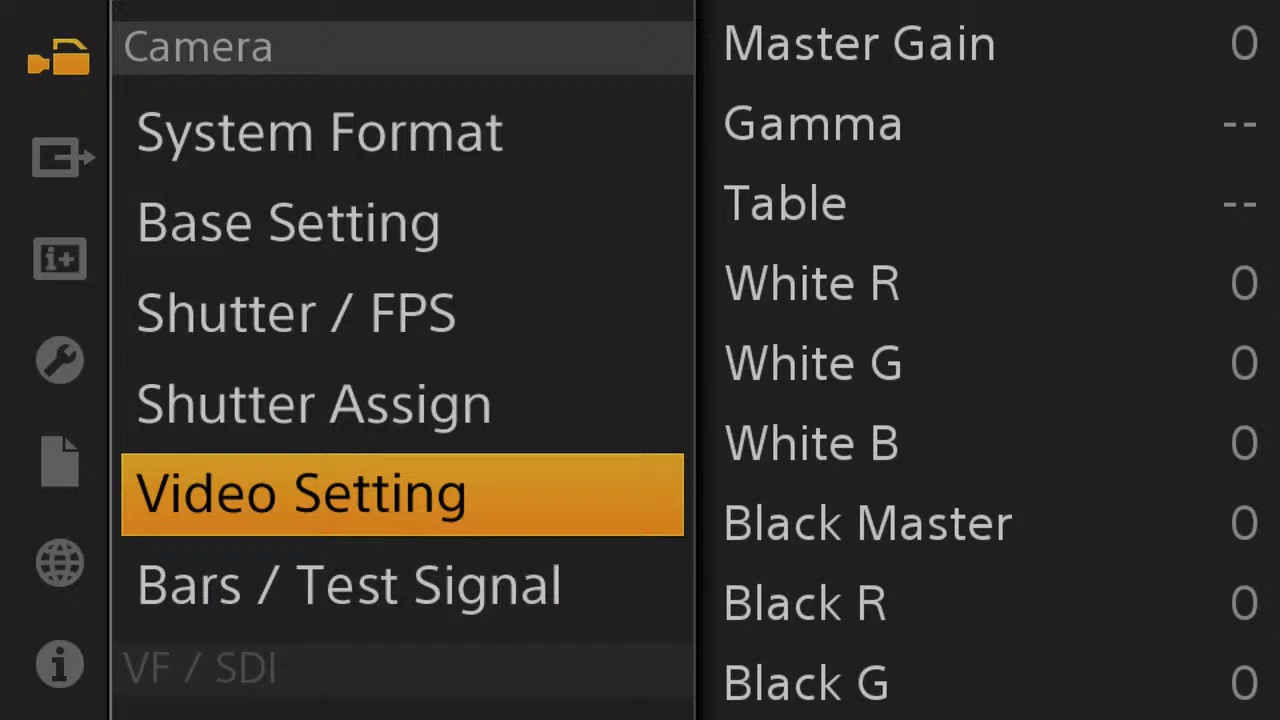 Camera
System Format
Base Setting
Shutter / FPS
Shutter Assign
Video Setting
Bars / Test Signal
VF / SDI
i+
i
Master Gain 0
Gamma --
Table --
White R 0
White G 0
White B 0
Black Master 0
Black R 0
Black G 0